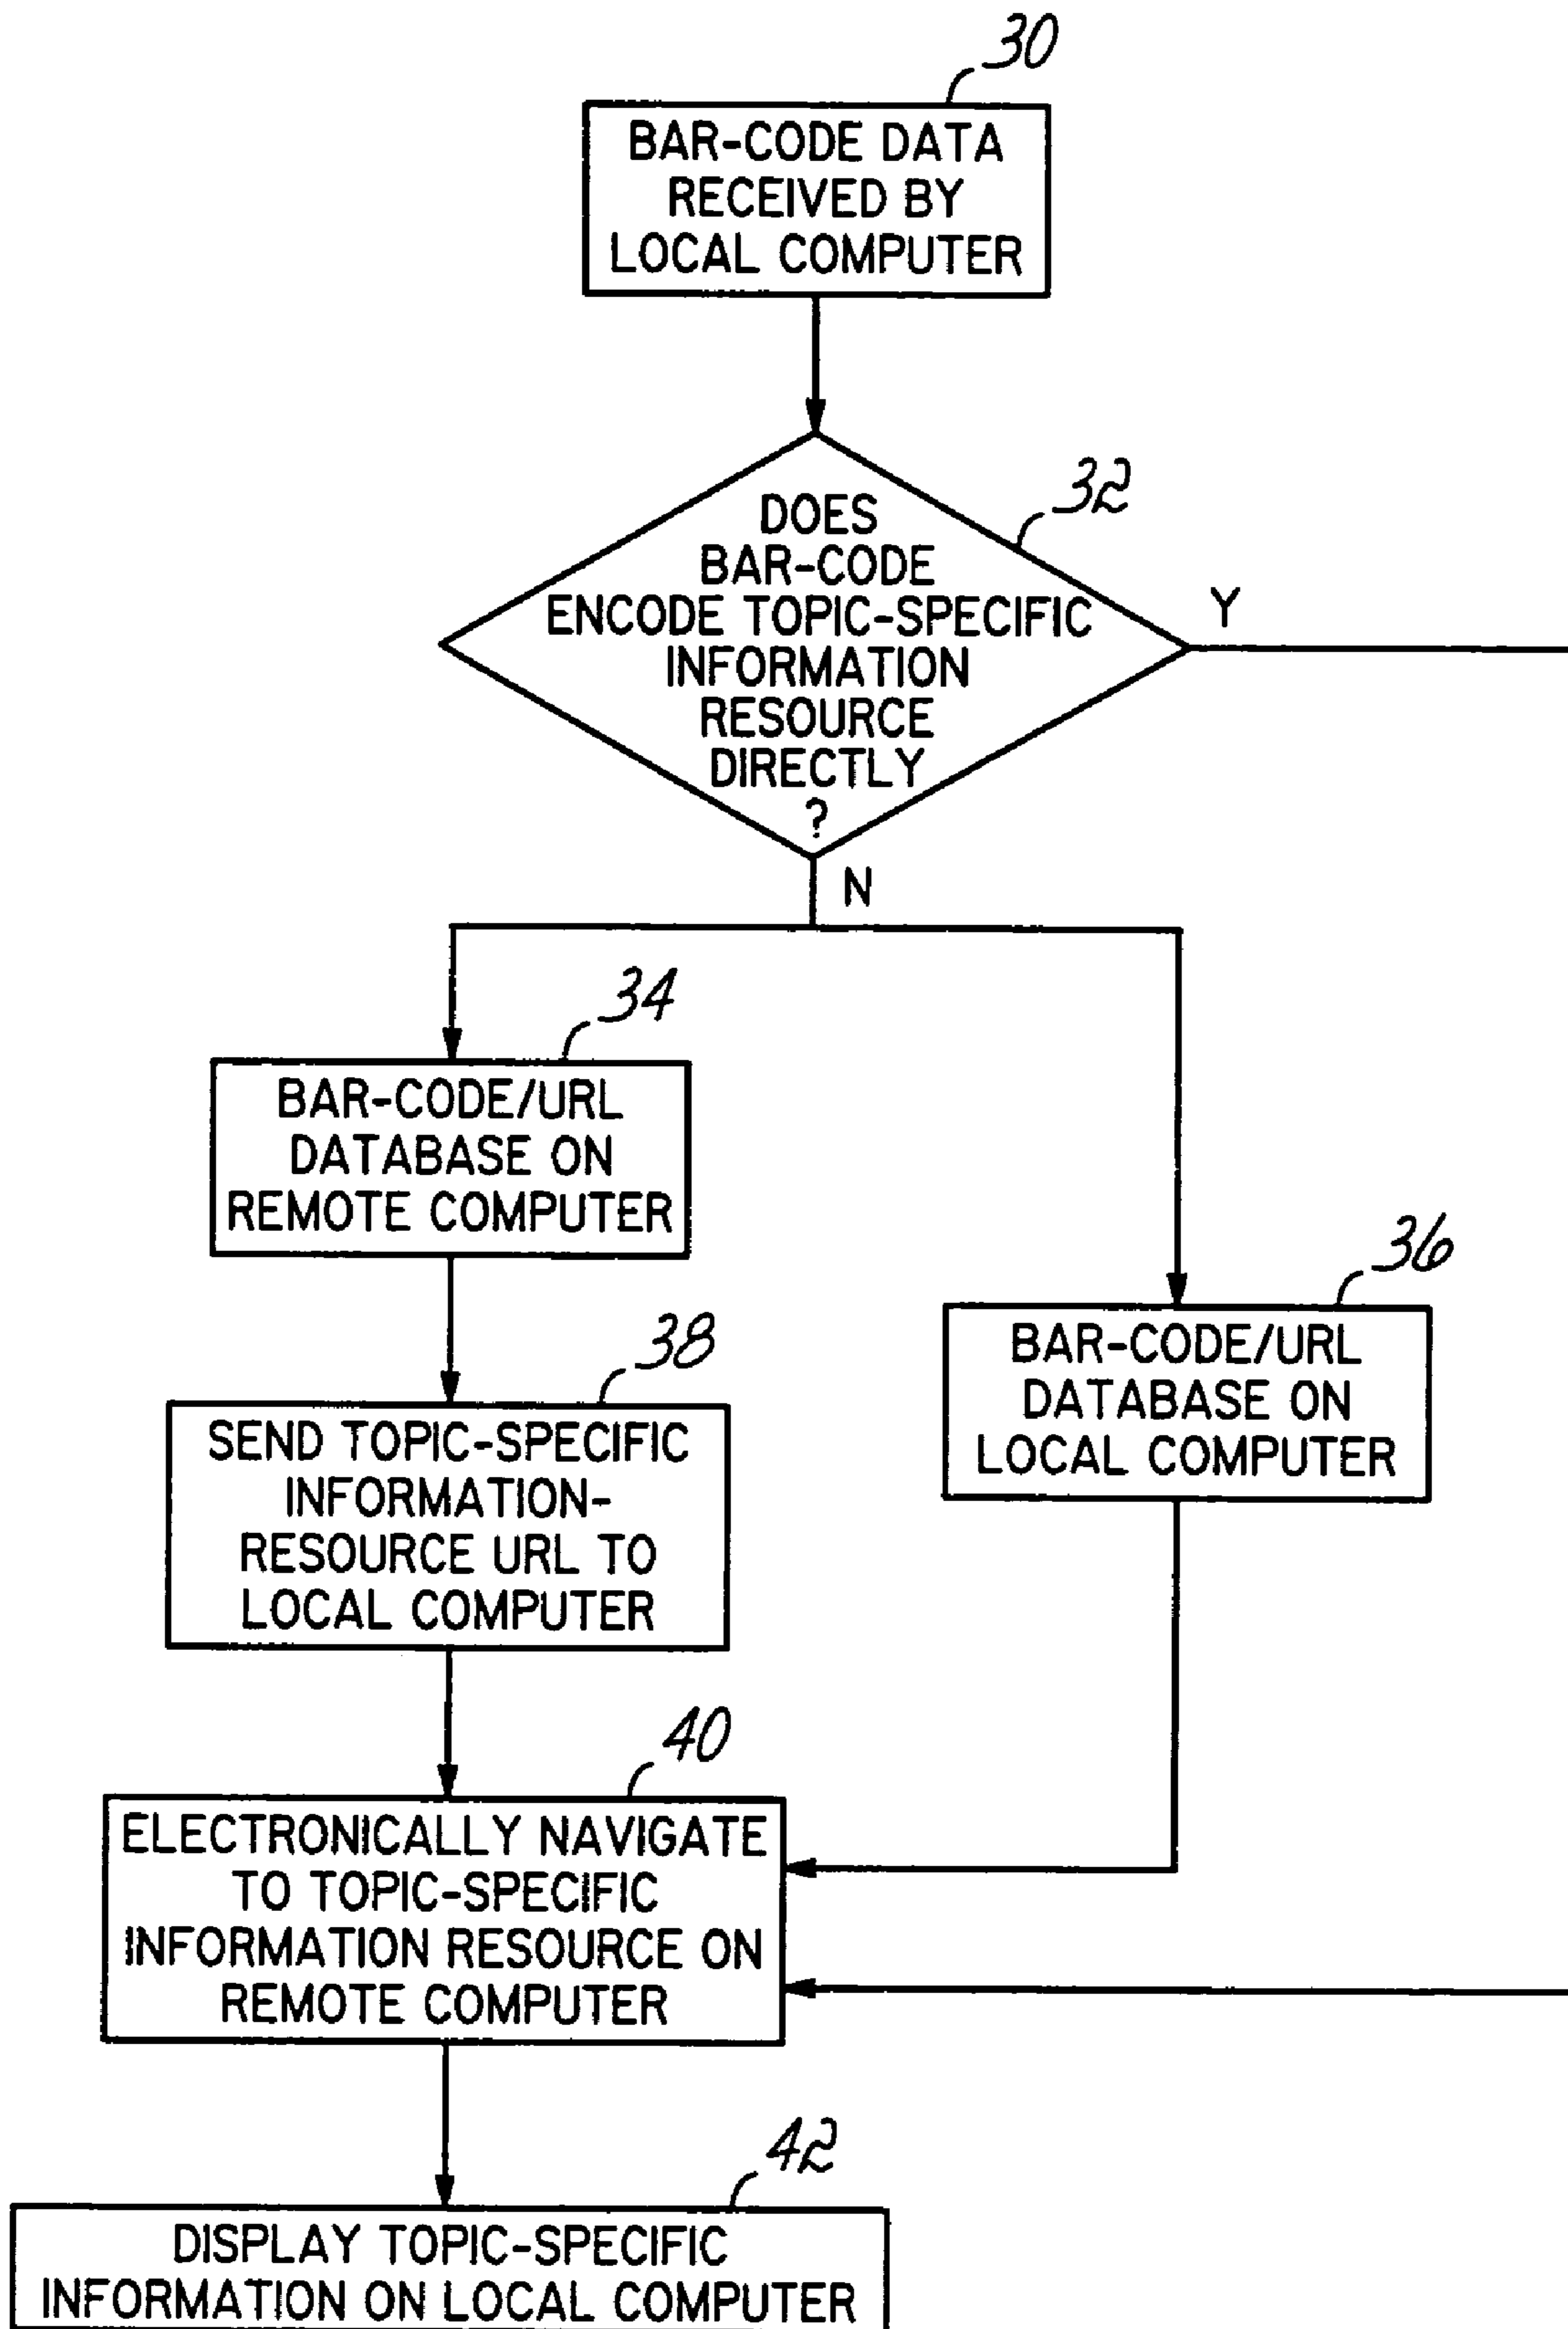 30
BAR-CODE DATA
RECEIVED BY
LOCAL COMPUTER
32
DOES
BAR-CODE
ENCODE TOPIC-SPECIFIC
INFORMATION
RESOURCE
DIRECTLY
?
Y
N
34
BAR-CODE/URL
DATABASE ON
REMOTE COMPUTER
36
BAR-CODE/URL
DATABASE ON
LOCAL COMPUTER
38
SEND TOPIC-SPECIFIC
INFORMATION-
RESOURCE URL TO
LOCAL COMPUTER
40
ELECTRONICALLY NAVIGATE
TO TOPIC-SPECIFIC
INFORMATION RESOURCE ON
REMOTE COMPUTER
42
DISPLAY TOPIC-SPECIFIC
INFORMATION ON LOCAL COMPUTER